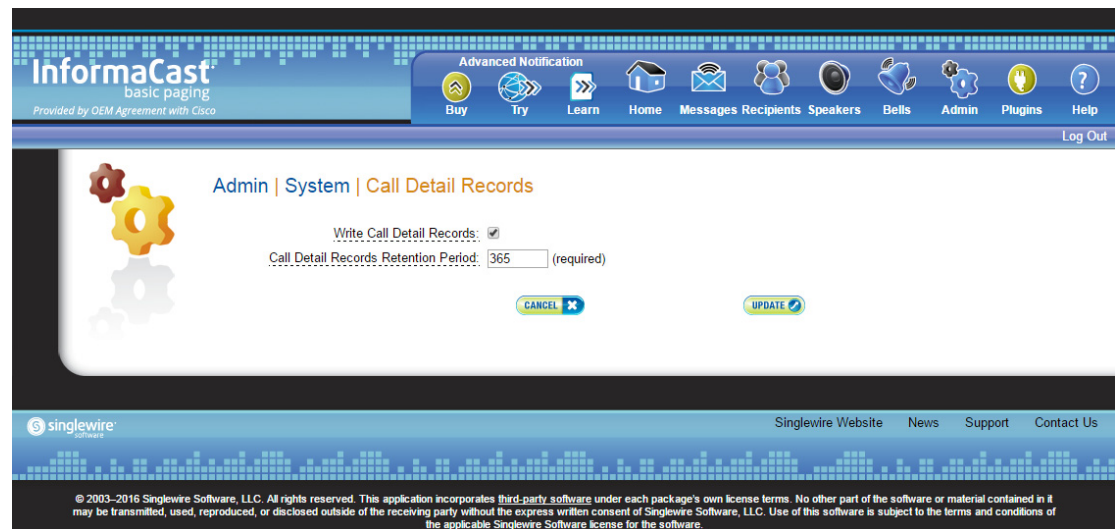 InformaCast
basic paging
Provided by OEM Agreement with Cisco
Advanced Notification
Buy Try Learn Home Messages Recipients Speakers Bells Admin Plugins Help
Log Out
Admin | System | Call Detail Records
Write Call Detail Records:
Call Detail Records Retention Period: 365 (required)
CANCEL UPDATE
singlewire software
Singlewire Website News Support Contact Us
© 2003–2016 Singlewire Software, LLC. All rights reserved. This application incorporates third-party software under each package's own license terms. No other part of the software or material contained in it
may be transmitted, used, reproduced, or disclosed outside of the receiving party without the express written consent of Singlewire Software, LLC. Use of this software is subject to the terms and conditions of
the applicable Singlewire Software license for the software.